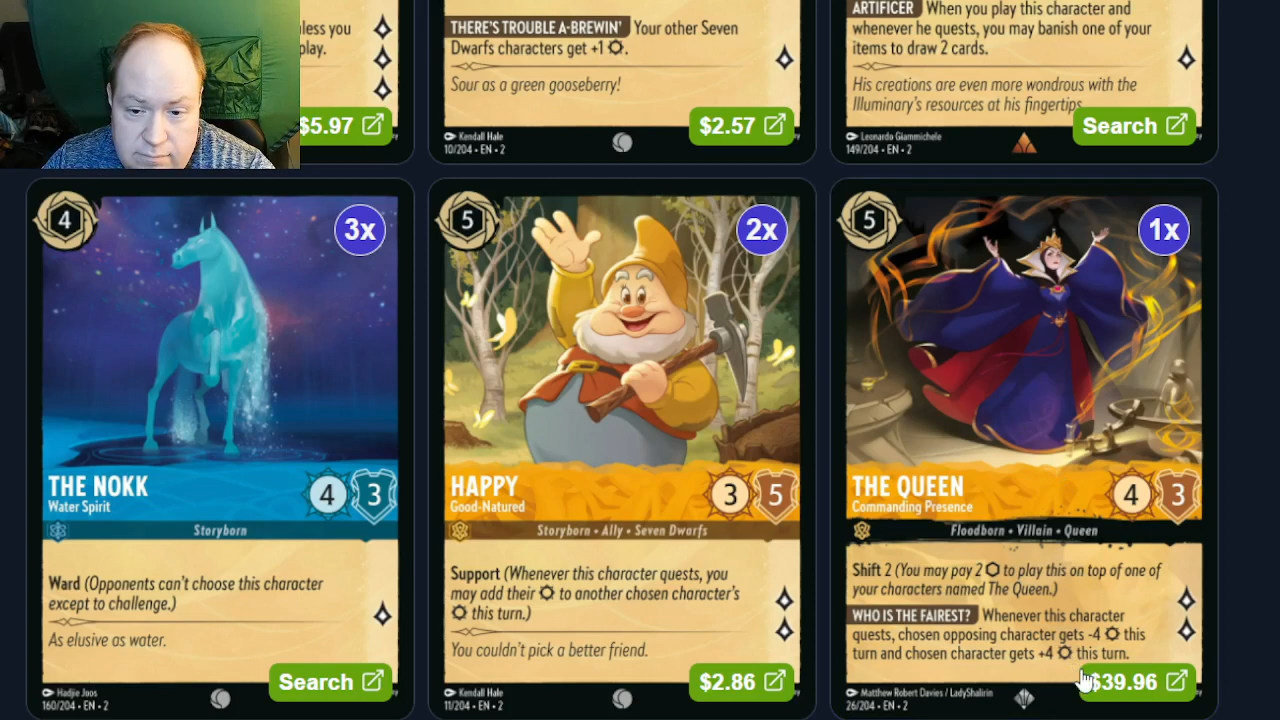 less you
play.
$5.97
THERE'S TROUBLE A-BREWIN' Your other Seven
Dwarfs characters get +1 .
Sour as a green gooseberry!
Kendall Hale
10/204 • EN • 2
$2.57
ARTIFICER When you play this character and
whenever he quests, you may banish one of your
items to draw 2 cards.
His creations are even more wondrous with the
Illuminary's resources at his fingertips
Leonardo Giammichele
149/204 • EN • 2
Search
4
3x
THE NOKK
Water Spirit
4
3
Storyborn
Ward (Opponents can't choose this character
except to challenge.)
As elusive as water.
Hadjie Joos
160/204 • EN • 2
Search
5
2x
HAPPY
Good-Natured
3
5
Storyborn • Ally • Seven Dwarfs
Support (Whenever this character quests, you
may add their to another chosen character's
this turn.)
You couldn't pick a better friend.
Kendall Hale
11/204 • EN • 2
$2.86
5
1x
THE QUEEN
Commanding Presence
4
3
Floodborn • Villain • Queen
Shift 2 (You may pay 2 to play this on top of one of
your characters named The Queen.)
WHO IS THE FAIREST? Whenever this character
quests, chosen opposing character gets -4 this
turn and chosen character gets +4 this turn.
Matthew Robert Davies / LadyShalirin
26/204 • EN • 2
$39.96